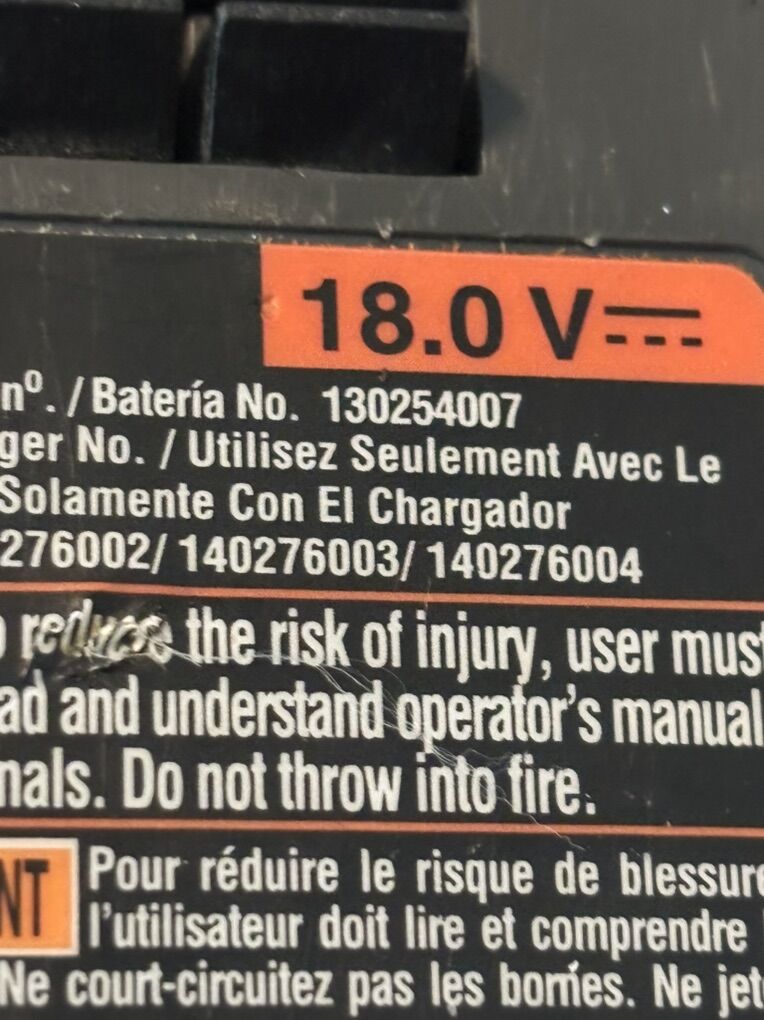 18.0 V
nº. / Batería No. 130254007
ger No. / Utilisez Seulement Avec Le
Solamente Con El Chargador
276002/ 140276003/ 140276004
o reduce the risk of injury, user must
ad and understand operator's manual
nals. Do not throw into fire.
NT
Pour réduire le risque de blessure
l'utilisateur doit lire et comprendre l
Ne court-circuitez pas les bornes. Ne jet